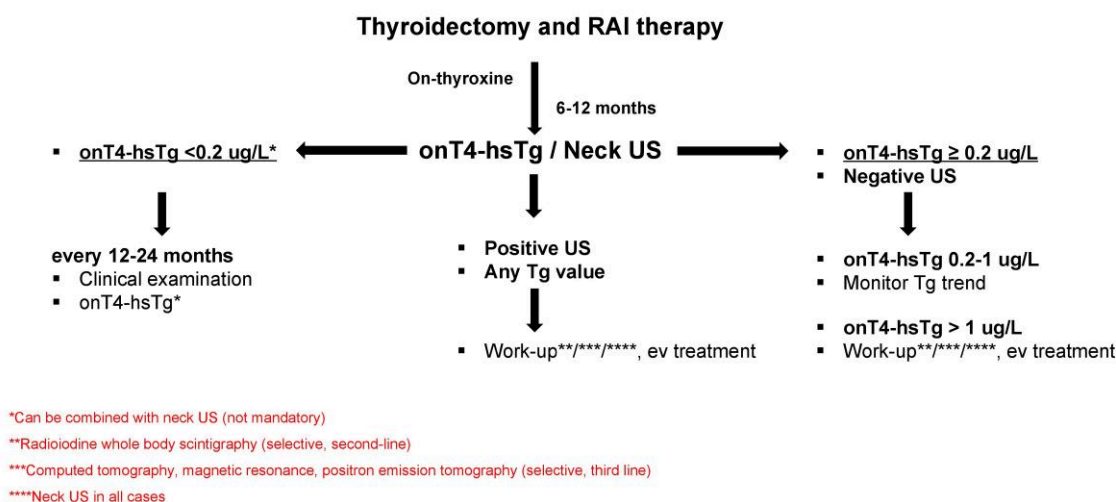 Thyroidectomy and RAI therapy
On-thyroxine
6-12 months
▪ onT4-hsTg <0.2 ug/L*
onT4-hsTg / Neck US
▪ onT4-hsTg ≥ 0.2 ug/L
▪ Negative US
every 12-24 months
▪ Clinical examination
▪ onT4-hsTg*
▪ Positive US
▪ Any Tg value
▪ Work-up**/***/****, ev treatment
▪ onT4-hsTg 0.2-1 ug/L
▪ Monitor Tg trend
▪ onT4-hsTg > 1 ug/L
▪ Work-up**/***/****, ev treatment
*Can be combined with neck US (not mandatory)
**Radioiodine whole body scintigraphy (selective, second-line)
***Computed tomography, magnetic resonance, positron emission tomography (selective, third line)
****Neck US in all cases